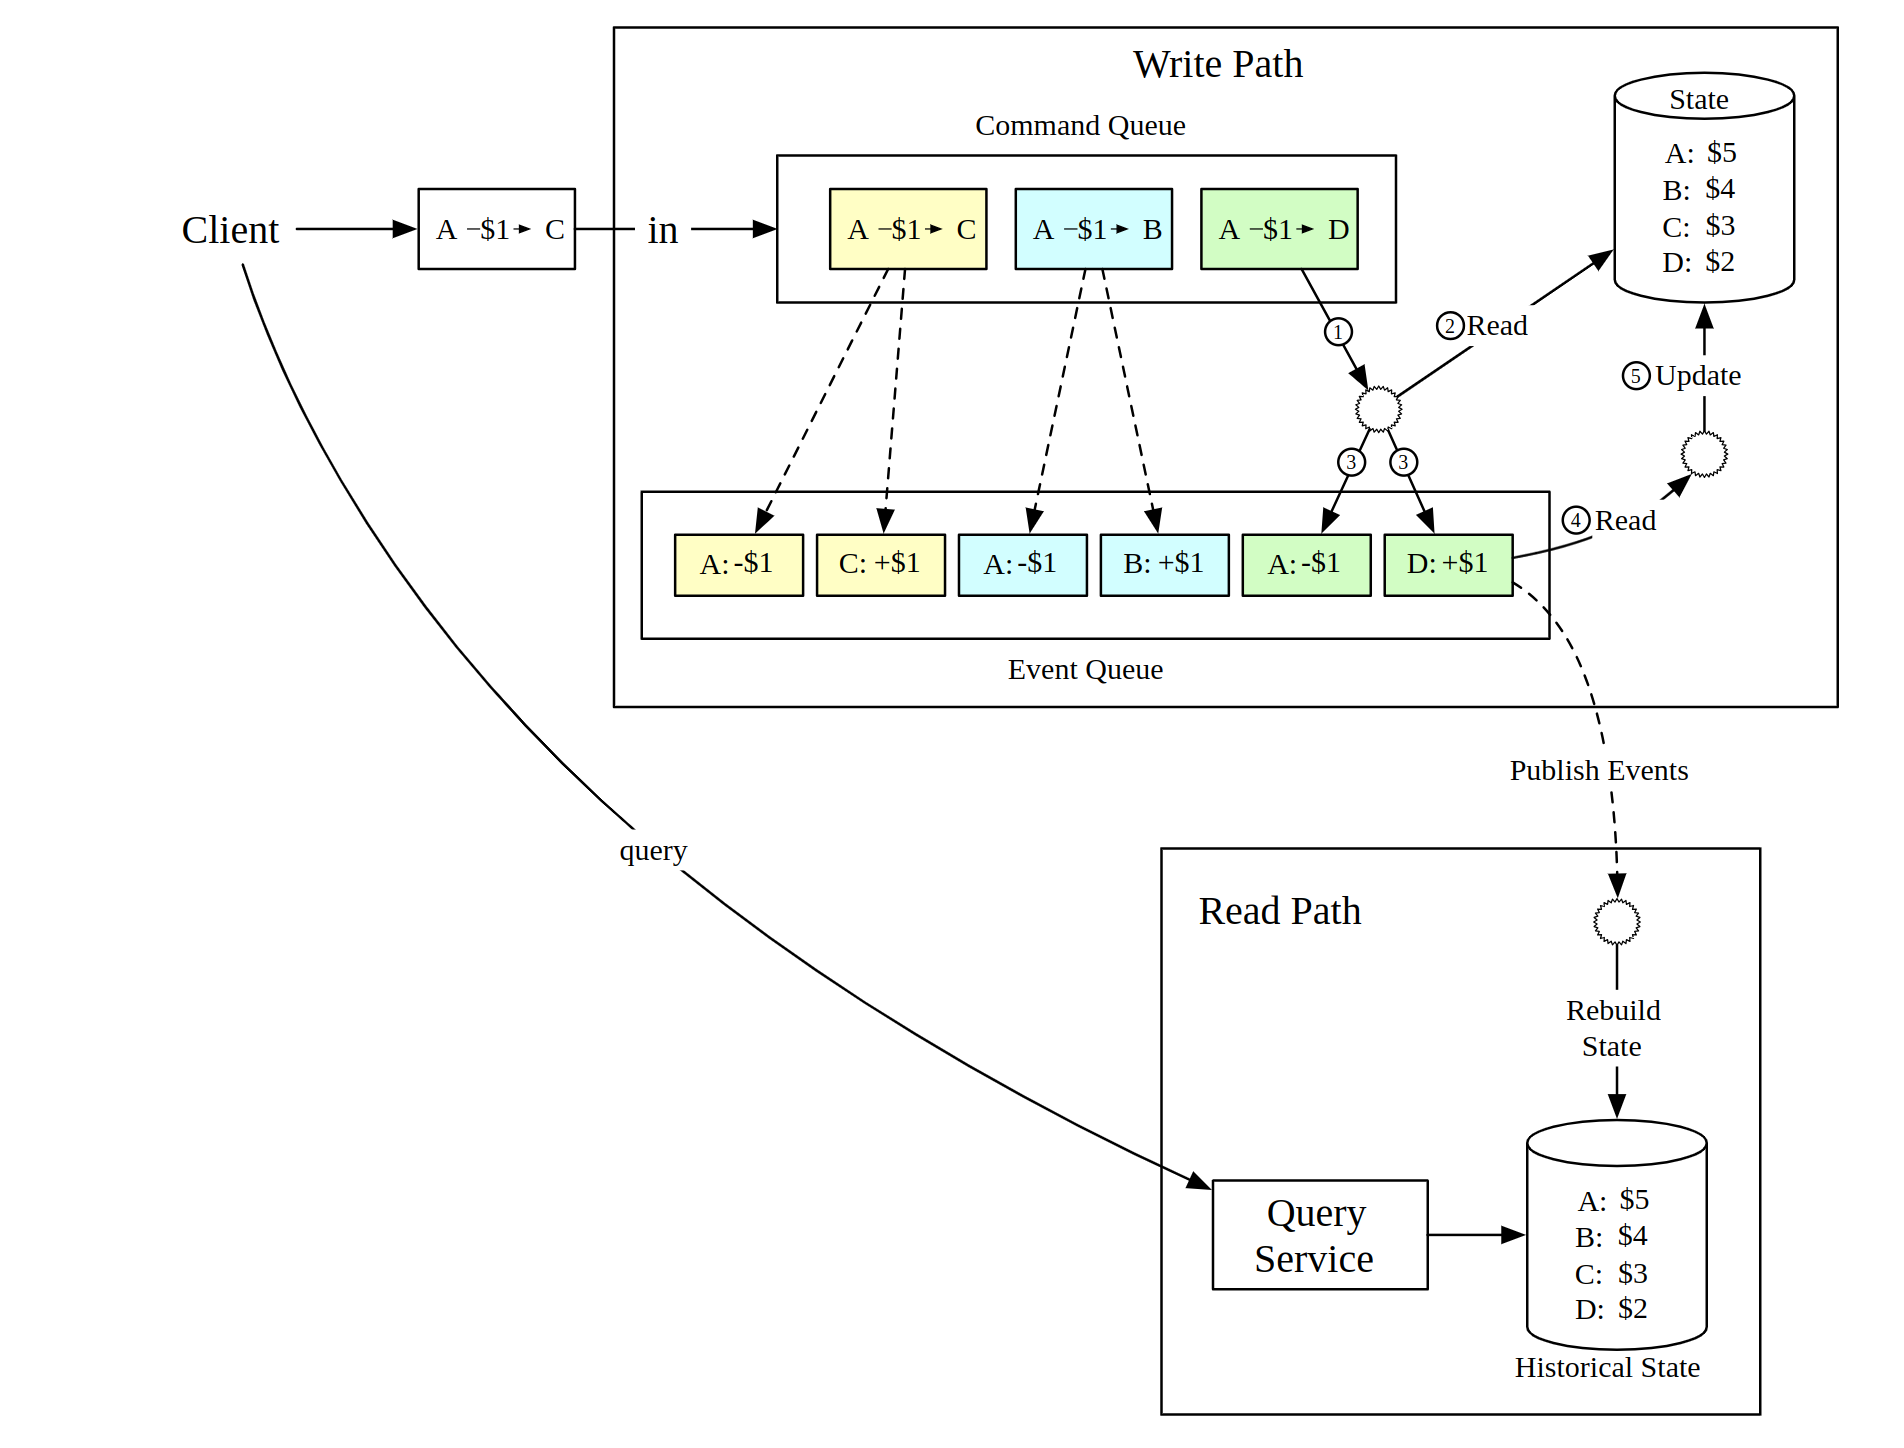 Write Path
Command Queue
State
A: $5
B: $4
C: $3
D: $2
Client
A –$1→ C
in
A –$1→ C
A –$1→ B
A –$1→ D
1
2 Read
5 Update
3
3
4 Read
A: -$1
C: +$1
A: -$1
B: +$1
A: -$1
D: +$1
Event Queue
Publish Events
query
Read Path
Rebuild
State
Query
Service
A: $5
B: $4
C: $3
D: $2
Historical State